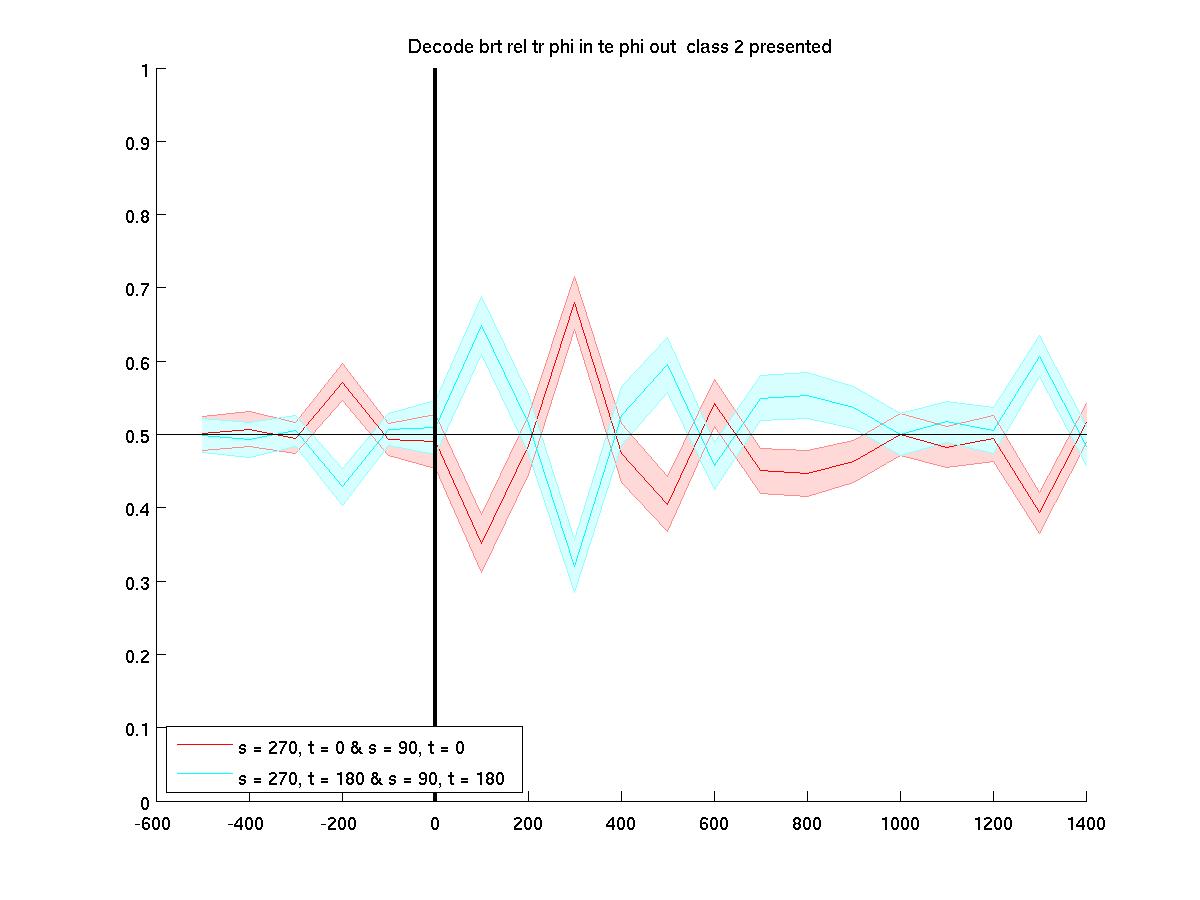 Decode brt rel tr phi in te phi out  class 2 presented
1
0.9
0.8
0.7
0.6
0.5
0.4
0.3
0.2
0.1
0
s = 270, t = 0 & s = 90, t = 0
s = 270, t = 180 & s = 90, t = 180
-600 -400 -200 0 200 400 600 800 1000 1200 1400